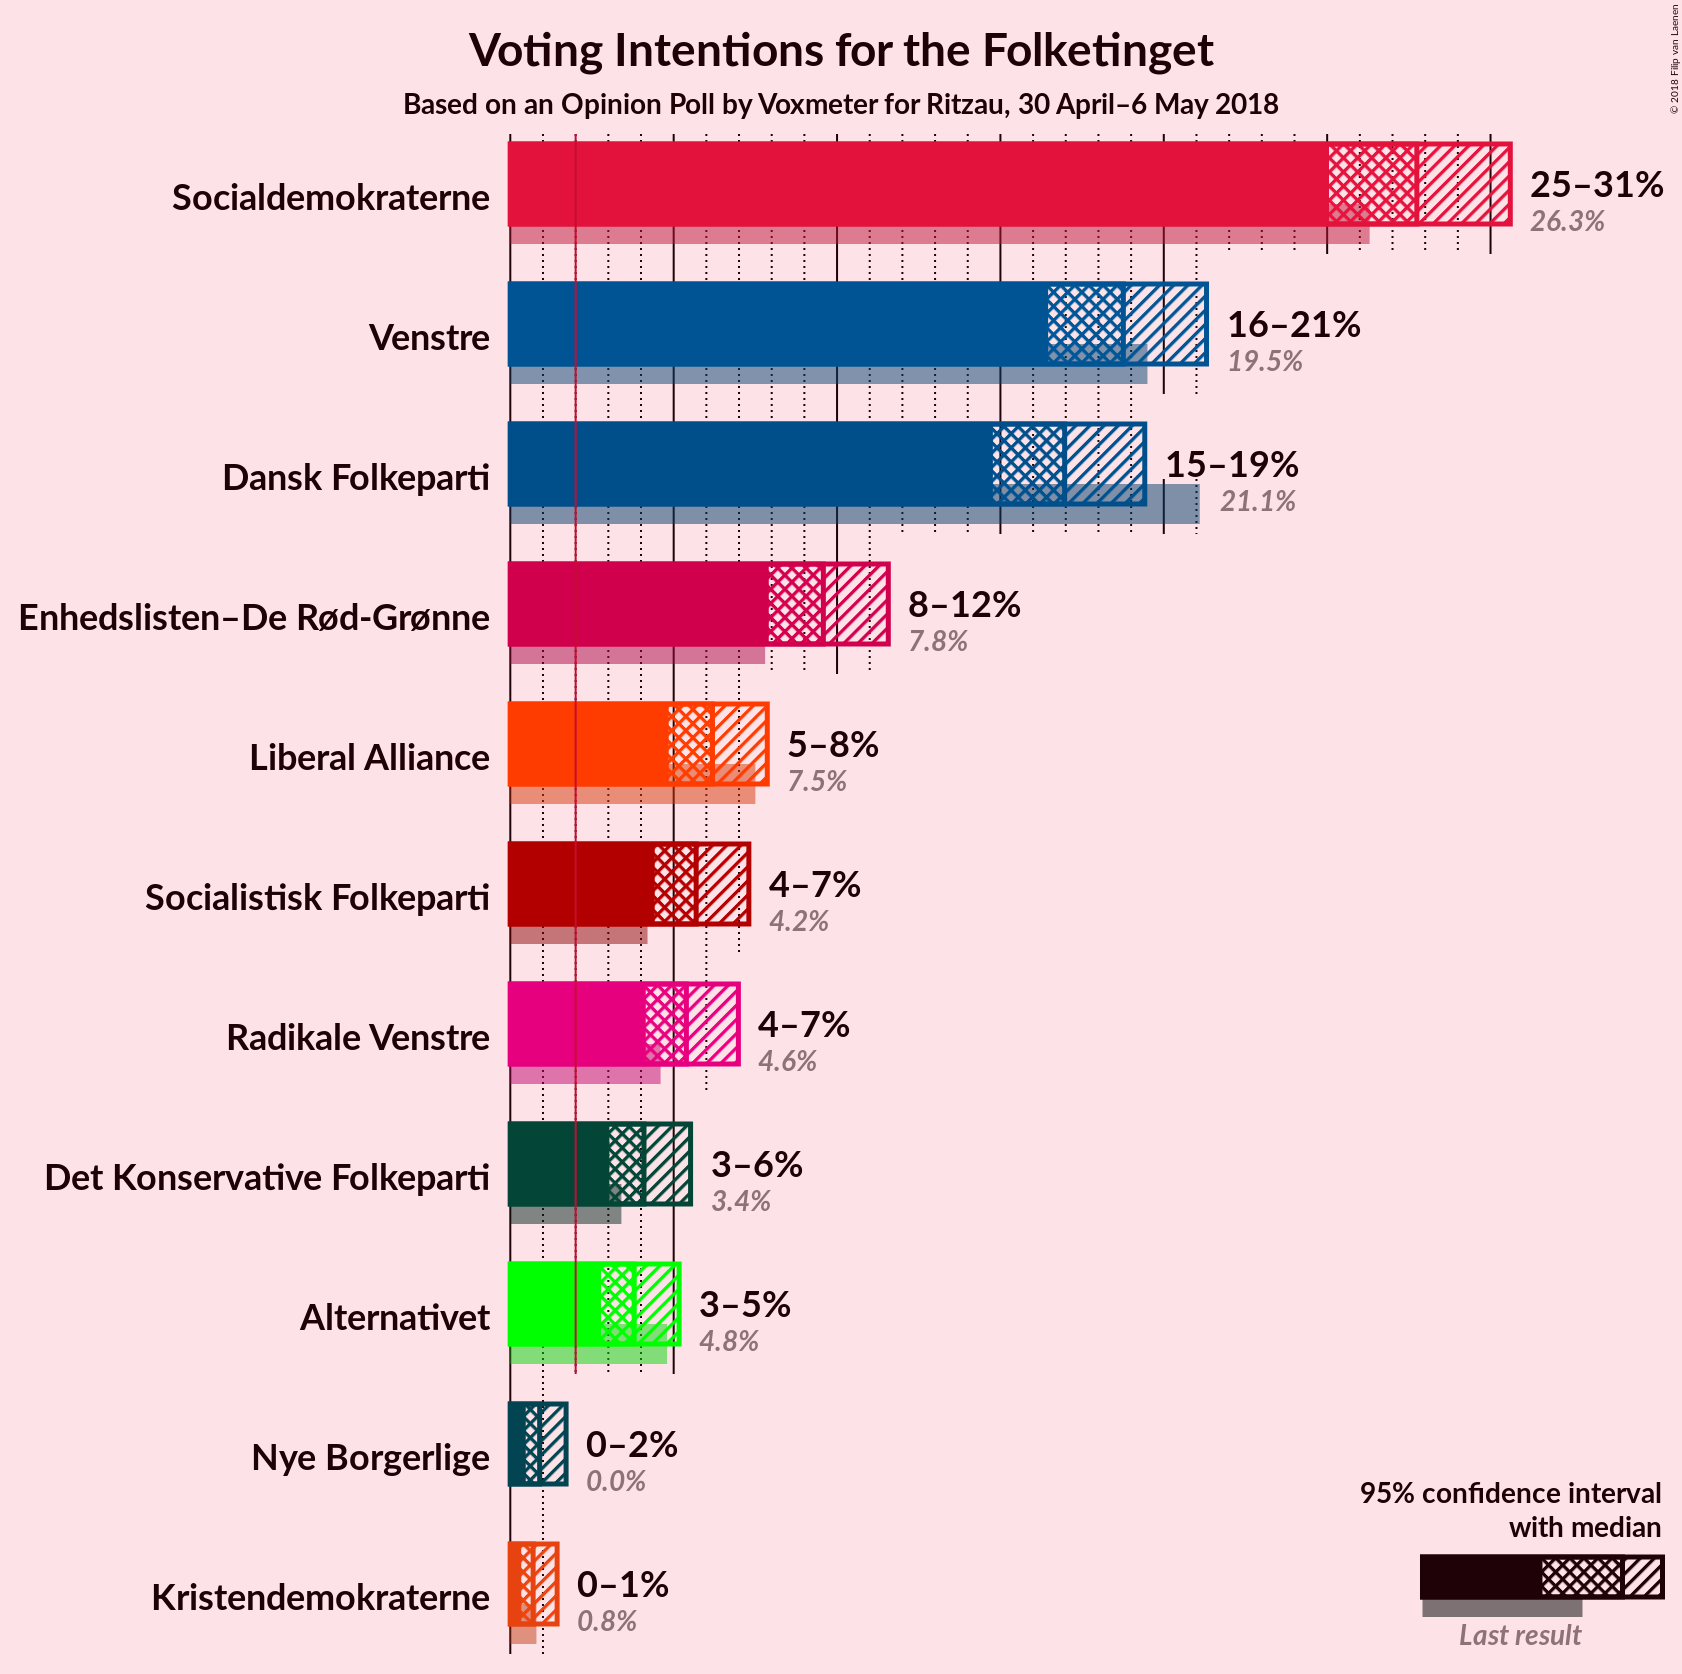 Voting Intentions for the Folketinget
Based on an Opinion Poll by Voxmeter for Ritzau, 30 April–6 May 2018
© 2018 Filip van Laenen
Socialdemokraterne
25–31%
26.3%
Venstre
16–21%
19.5%
Dansk Folkeparti
15–19%
21.1%
Enhedslisten–De Rød-Grønne
8–12%
7.8%
Liberal Alliance
5–8%
7.5%
Socialistisk Folkeparti
4–7%
4.2%
Radikale Venstre
4–7%
4.6%
Det Konservative Folkeparti
3–6%
3.4%
Alternativet
3–5%
4.8%
Nye Borgerlige
0–2%
0.0%
Kristendemokraterne
0–1%
0.8%
95% confidence interval
with median
Last result